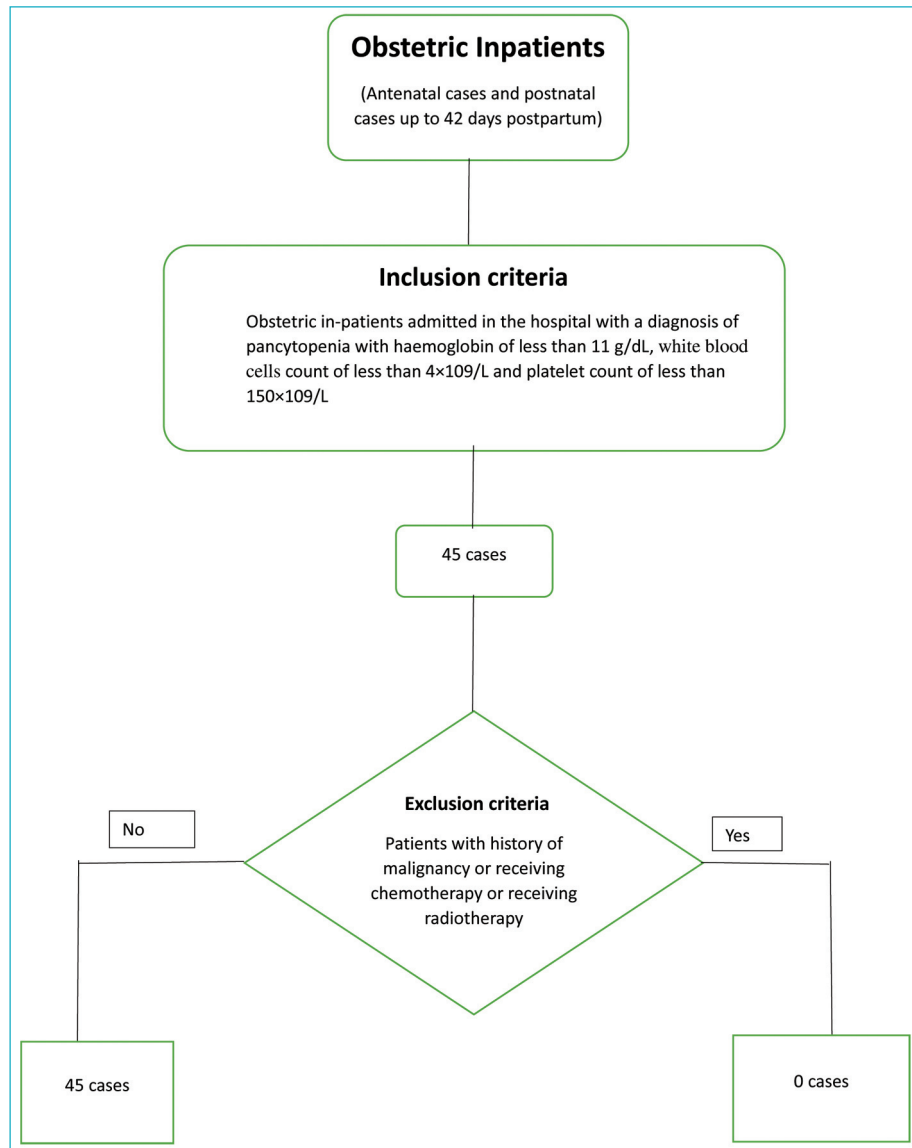 Obstetric Inpatients
(Antenatal cases and postnatal
cases up to 42 days postpartum)
Inclusion criteria
Obstetric in-patients admitted in the hospital with a diagnosis of
pancytopenia with haemoglobin of less than 11 g/dL, white blood
cells count of less than 4×109/L and platelet count of less than
150×109/L
45 cases
Exclusion criteria
Patients with history of
malignancy or receiving
chemotherapy or receiving
radiotherapy
No
Yes
45 cases
0 cases